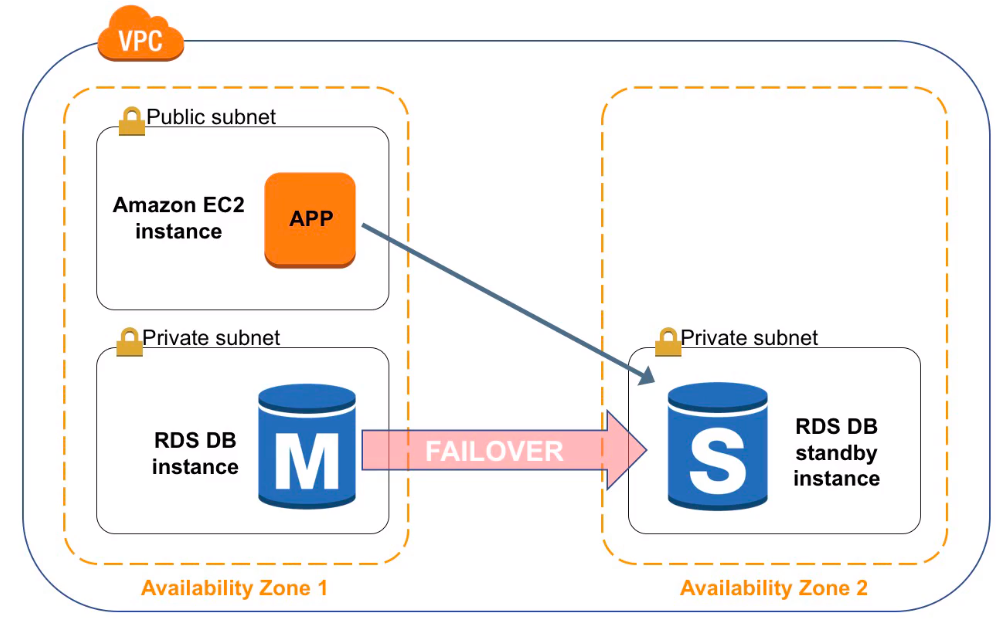 VPC
Public subnet
Amazon EC2
instance
APP
Private subnet
RDS DB
instance
M
FAILOVER
Private subnet
S
RDS DB
standby
instance
Availability Zone 1
Availability Zone 2